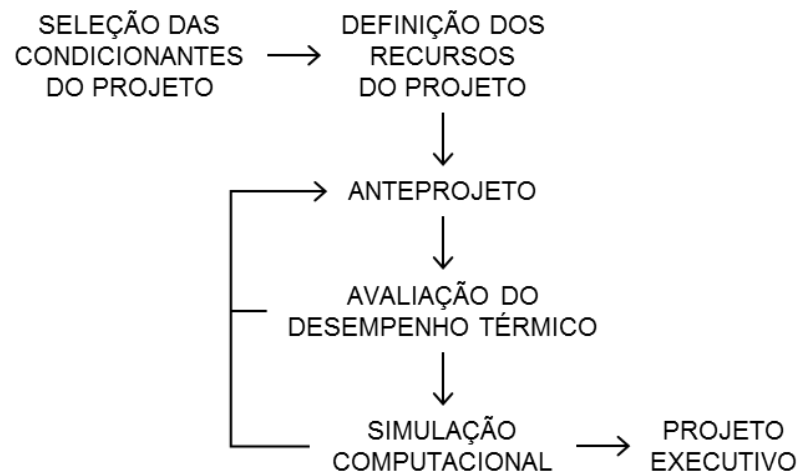 SELEÇÃO DAS
CONDICIONANTES
DO PROJETO
DEFINIÇÃO DOS
RECURSOS
DO PROJETO
ANTEPROJETO
AVALIAÇÃO DO
DESEMPENHO TÉRMICO
SIMULAÇÃO
COMPUTACIONAL
PROJETO
EXECUTIVO